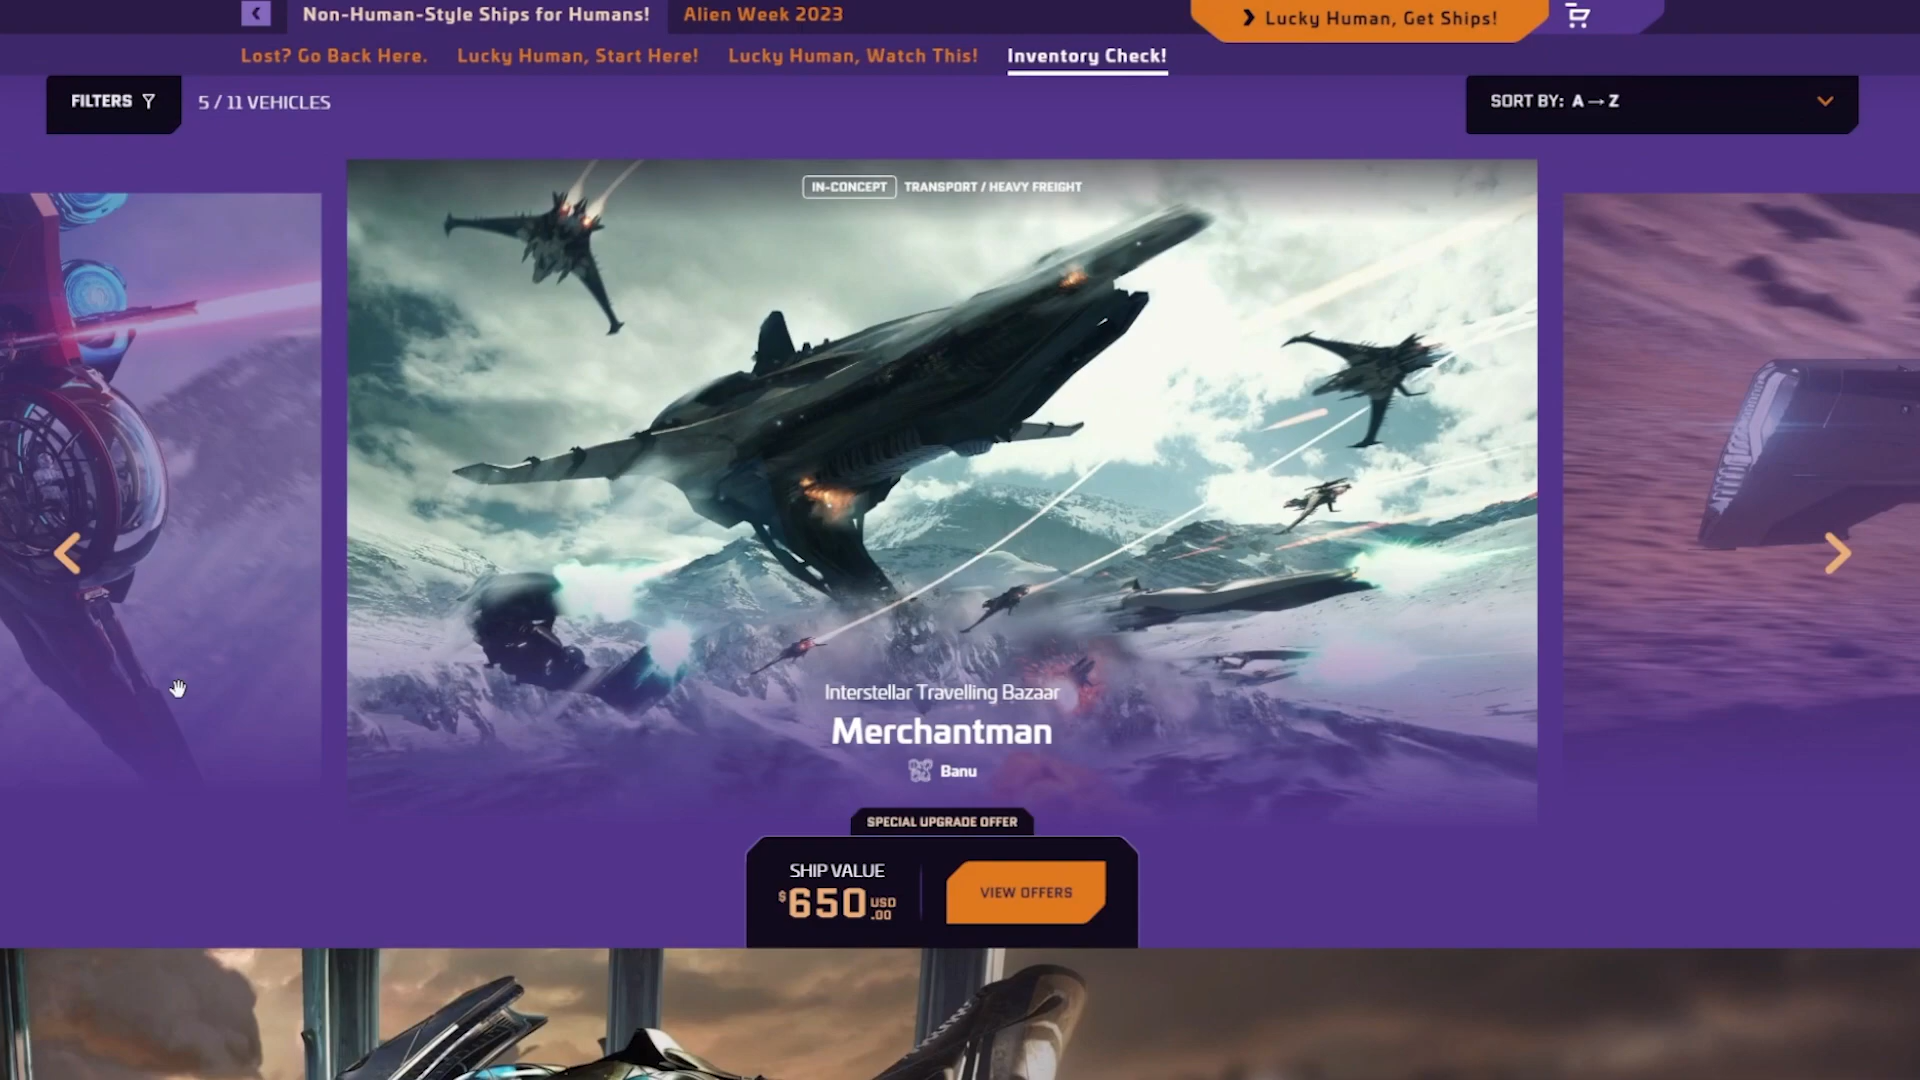 Non-Human-Style Ships for Humans!
Alien Week 2023
Lucky Human, Get Ships!
Lost? Go Back Here.
Lucky Human, Start Here!
Lucky Human, Watch This!
Inventory Check!
FILTERS
5 / 11 VEHICLES
SORT BY: A → Z
IN-CONCEPT TRANSPORT / HEAVY FREIGHT
Interstellar Travelling Bazaar
Merchantman
Banu
SPECIAL UPGRADE OFFER
SHIP VALUE
$650 USD .00
VIEW OFFERS